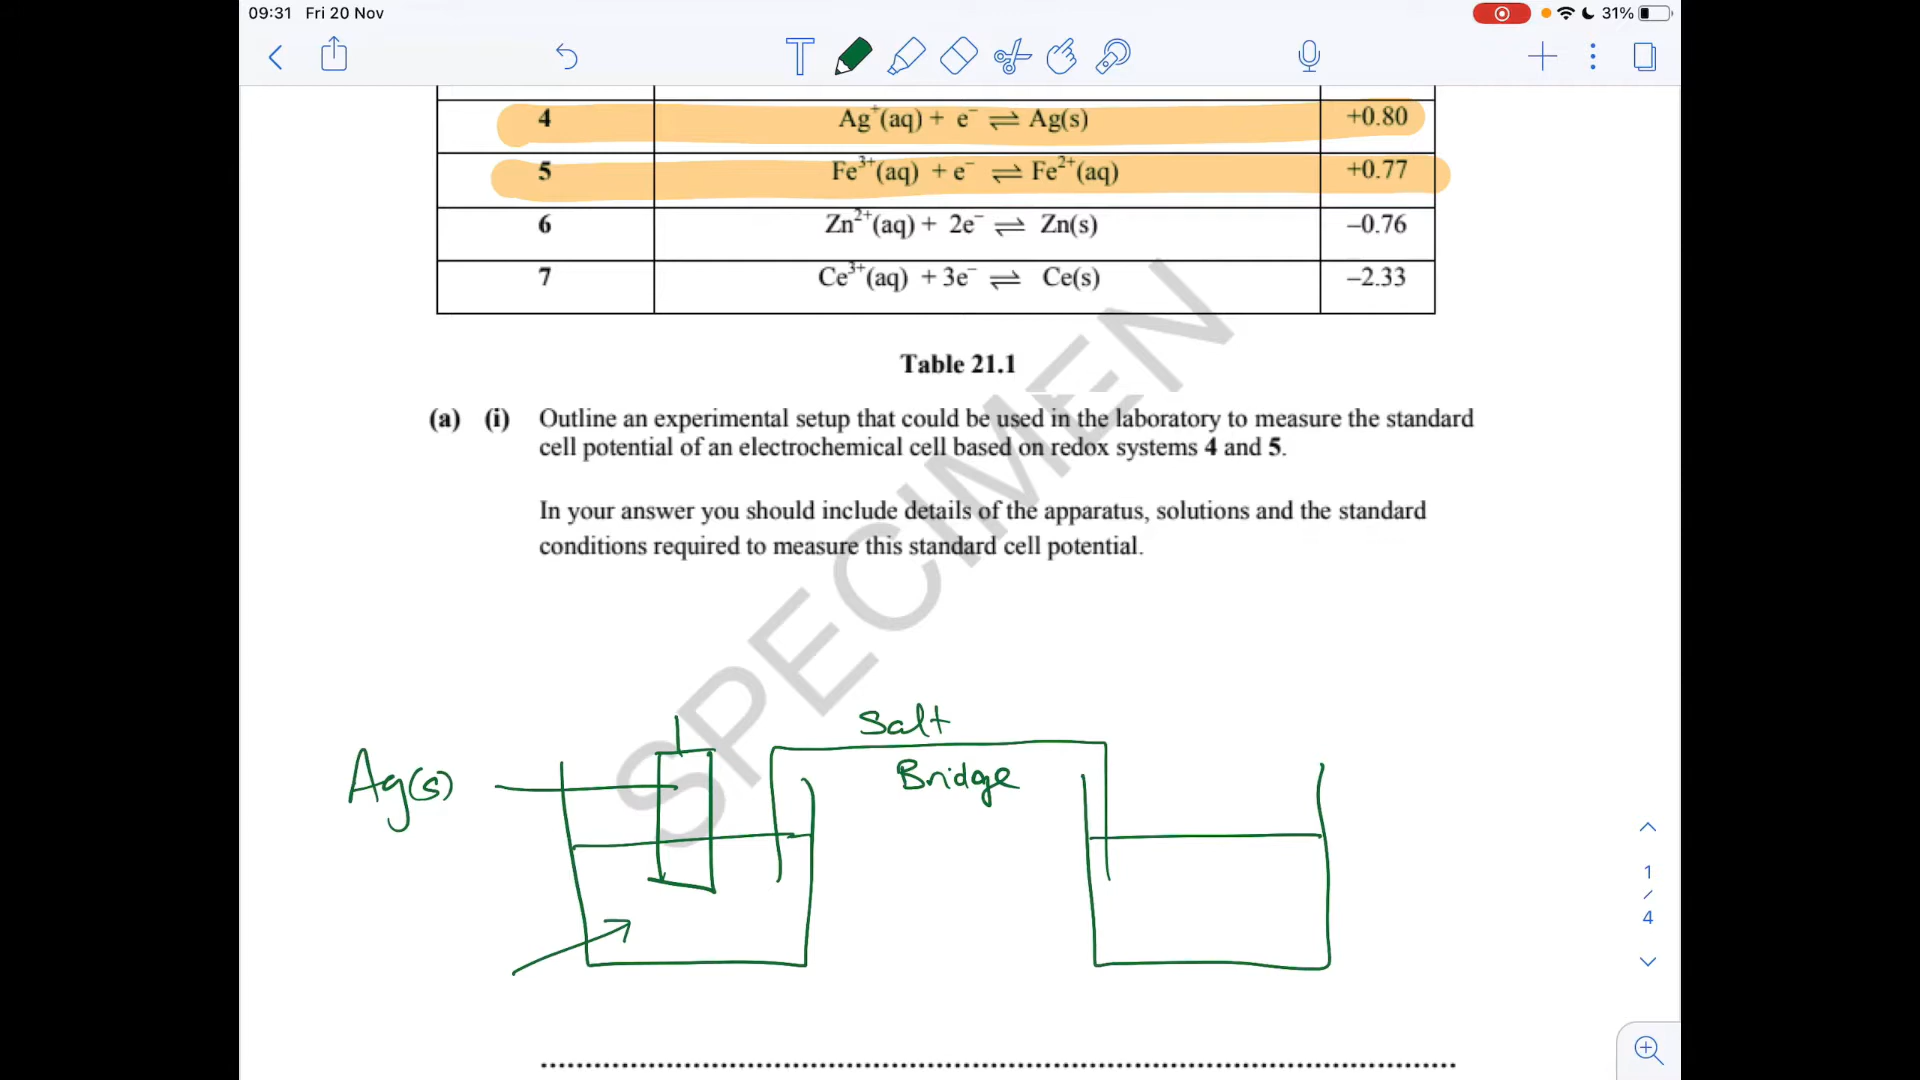 09:31 Fri 20 Nov 31%
4 Ag⁺(aq) + e⁻ ⇌ Ag(s) +0.80
5 Fe³⁺(aq) + e⁻ ⇌ Fe²⁺(aq) +0.77
6 Zn²⁺(aq) + 2e⁻ ⇌ Zn(s) –0.76
7 Ce³⁺(aq) + 3e⁻ ⇌ Ce(s) –2.33
Table 21.1
(a) (i) Outline an experimental setup that could be used in the laboratory to measure the standard
cell potential of an electrochemical cell based on redox systems 4 and 5.
In your answer you should include details of the apparatus, solutions and the standard
conditions required to measure this standard cell potential.
SPECIMEN
Salt
Bridge
Ag(s)
1
/
4